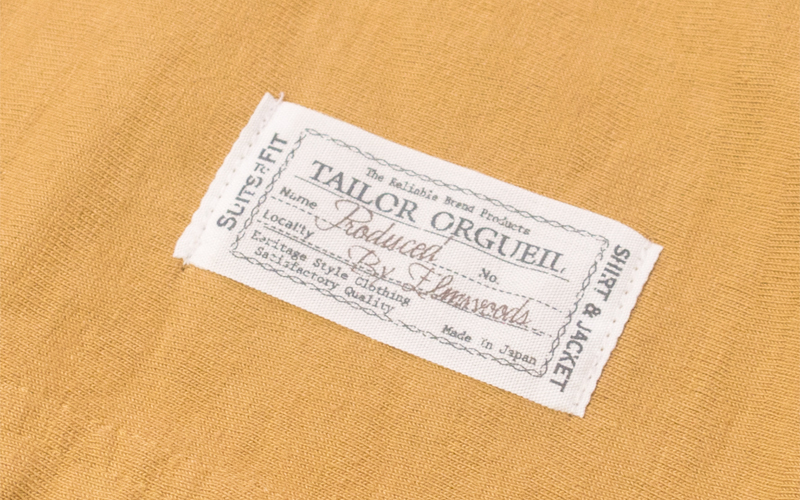 SUITS & FIT
The Reliable Brand Products
TAILOR ORGUEIL
Name Produced No.
Locality By Elmswoods
Heritage Style Clothing
Satisfactory Quality
Made in Japan
SHIRT & JACKET